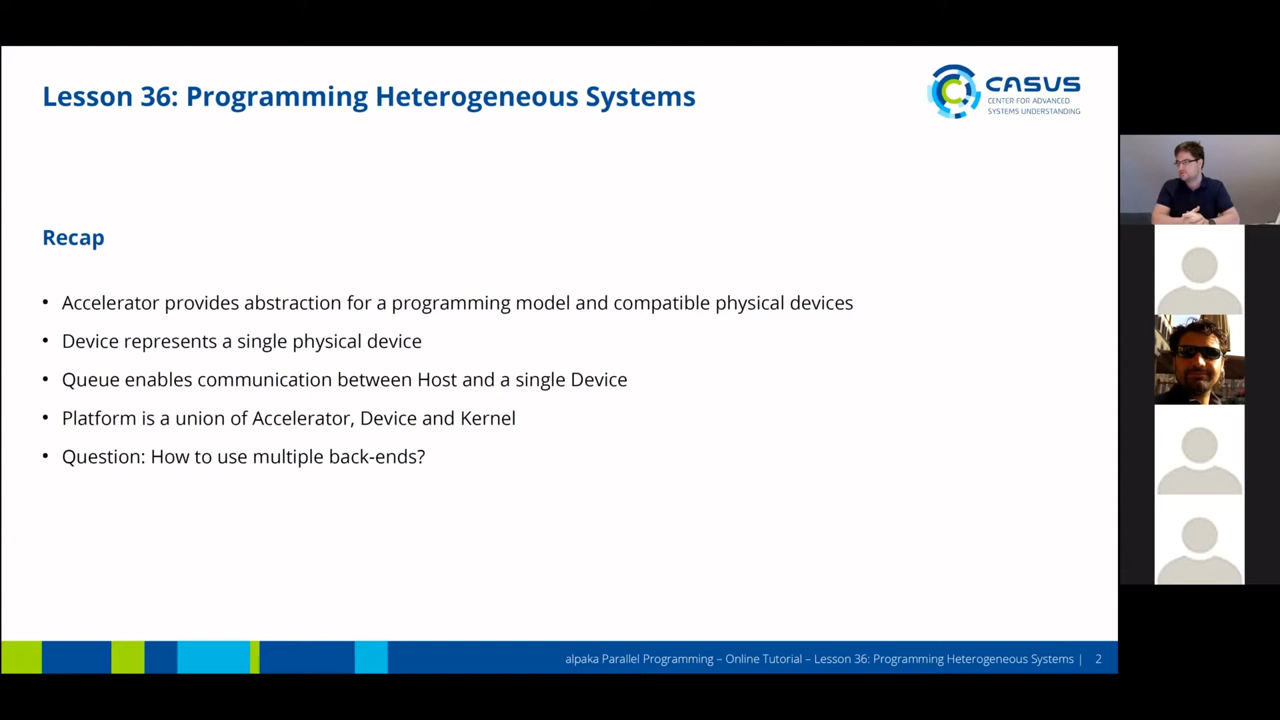 Lesson 36: Programming Heterogeneous Systems
CASUS
CENTER FOR ADVANCED
SYSTEMS UNDERSTANDING
Recap
• Accelerator provides abstraction for a programming model and compatible physical devices
• Device represents a single physical device
• Queue enables communication between Host and a single Device
• Platform is a union of Accelerator, Device and Kernel
• Question: How to use multiple back-ends?
alpaka Parallel Programming – Online Tutorial – Lesson 36: Programming Heterogeneous Systems | 2